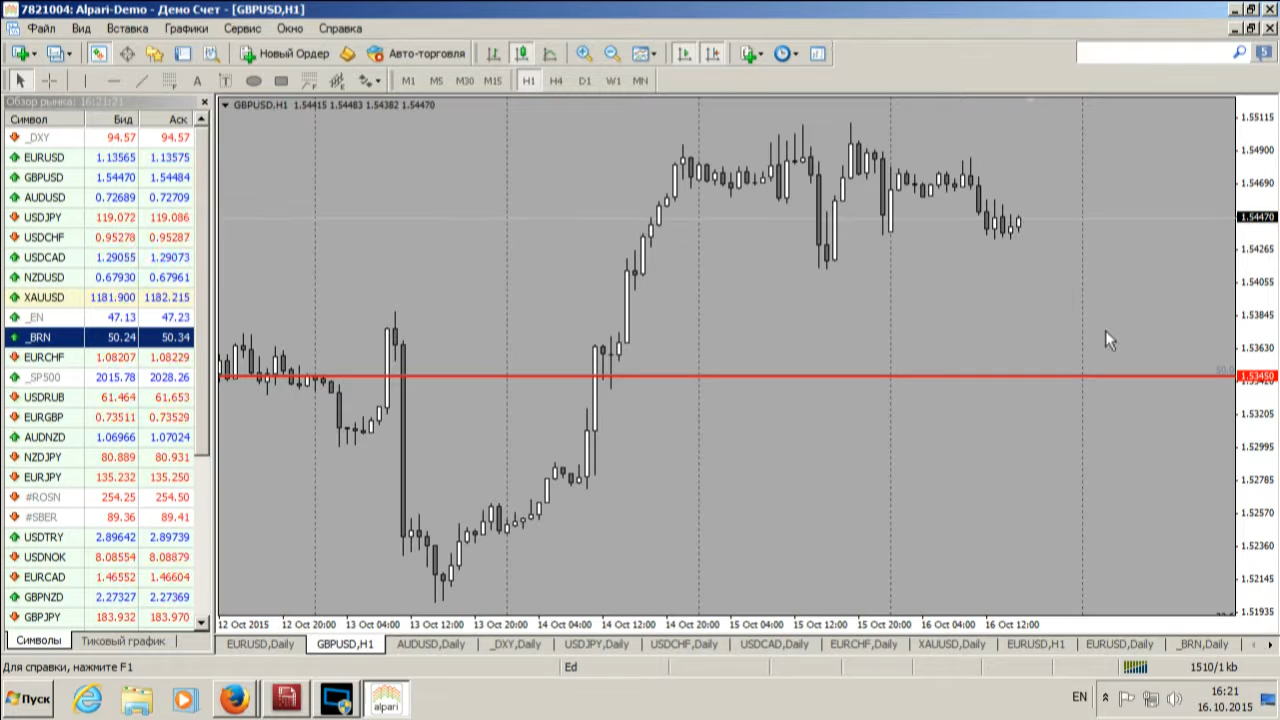 7821004: Alpari-Demo - Демо Счет - [GBPUSD,H1]
Файл Вид Вставка Графики Сервис Окно Справка
Новый Ордер Авто-торговля 5
A T M1 M5 M30 M15 H1 H4 D1 W1 MN
Обзор рынка: 16:21:21
Символ Бид Аск
_DXY 94.57 94.57
EURUSD 1.13565 1.13575
GBPUSD 1.54470 1.54484
AUDUSD 0.72689 0.72709
USDJPY 119.072 119.086
USDCHF 0.95278 0.95287
USDCAD 1.29055 1.29073
NZDUSD 0.67930 0.67961
XAUUSD 1181.900 1182.215
_EN 47.13 47.23
_BRN 50.24 50.34
EURCHF 1.08207 1.08229
_SP500 2015.78 2028.26
USDRUB 61.464 61.653
EURGBP 0.73511 0.73529
AUDNZD 1.06966 1.07024
NZDJPY 80.889 80.931
EURJPY 135.232 135.250
#ROSN 254.25 254.50
#SBER 89.36 89.41
USDTRY 2.89642 2.89739
USDNOK 8.08554 8.08879
EURCAD 1.46552 1.46604
GBPNZD 2.27327 2.27369
GBPJPY 183.932 183.970
Символы Тиковый график
GBPUSD,H1 1.54415 1.54483 1.54382 1.54470
1.55115
1.54900
1.54690
1.54470
1.54265
1.54055
1.53845
1.53630
50.0
1.53450
1.53420
1.53205
1.52995
1.52785
1.52570
1.52360
1.52145
1.51935
12 Oct 2015 12 Oct 20:00 13 Oct 04:00 13 Oct 12:00 13 Oct 20:00 14 Oct 04:00 14 Oct 12:00 14 Oct 20:00 15 Oct 04:00 15 Oct 12:00 15 Oct 20:00 16 Oct 04:00 16 Oct 12:00
EURUSD,Daily GBPUSD,H1 AUDUSD,Daily _DXY,Daily USDJPY,Daily USDCHF,Daily USDCAD,Daily EURCHF,Daily XAUUSD,Daily EURUSD,H1 EURUSD,Daily _BRN,Daily
Для справки, нажмите F1 Ed 1510/1 kb
Пуск alpari EN 16:21
16.10.2015